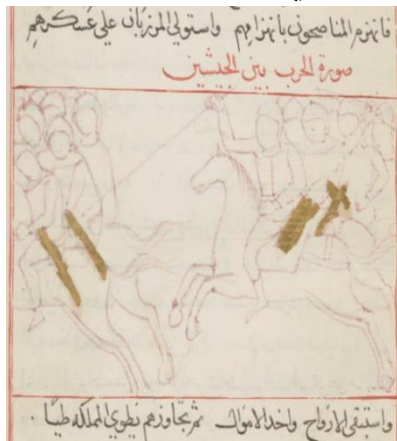 فانهزم المناصحون بانهزامهم واستولى المرزبان على عسكرهم
صورة الحرب بين الجيشين
واستبقى الارواح واخذ الاموال ثم تجاوزهم يطوي المملكه طيا